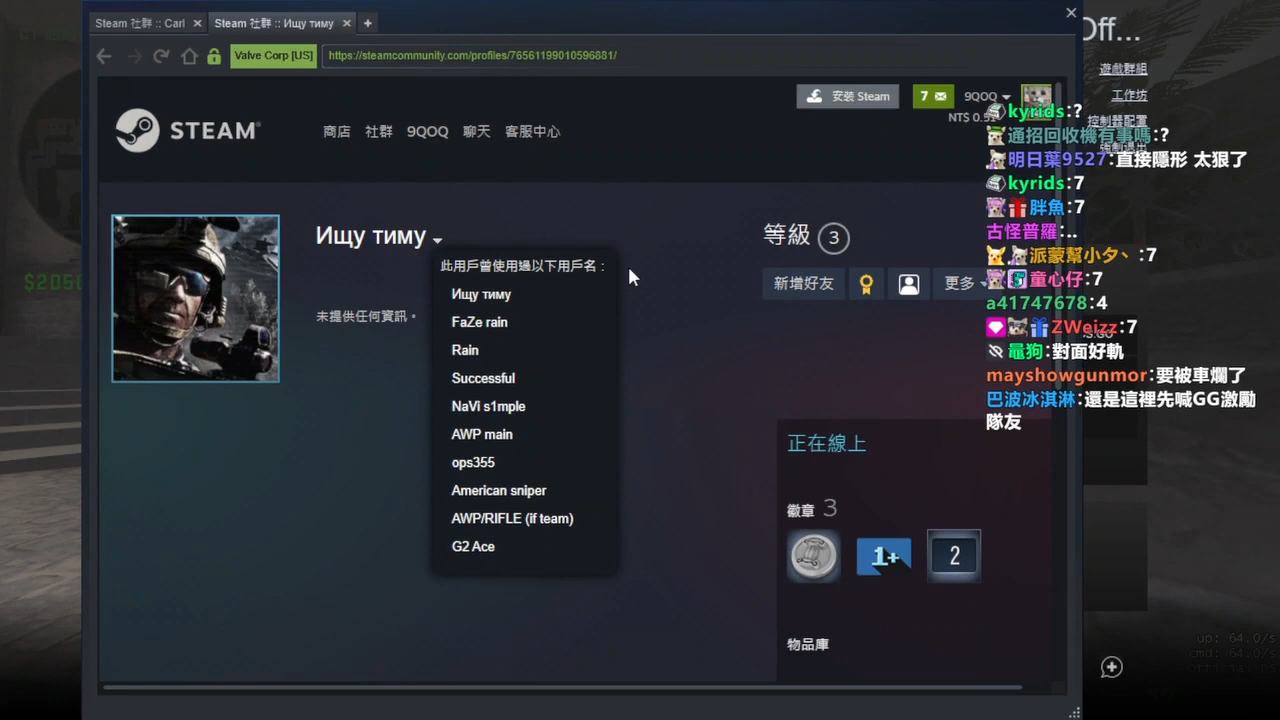 Steam 社群 :: Carl
Steam 社群 :: Ищу тиму
Valve Corp [US]
https://steamcommunity.com/profiles/76561199010596881/
安裝 Steam
7
9QOQ
STEAM
商店 社群 9QOQ 聊天 客服中心
Ищу тиму
等級 3
此用戶曾使用過以下用戶名：
Ищу тиму
FaZe rain
Rain
Successful
NaVi s1mple
AWP main
ops355
American sniper
AWP/RIFLE (if team)
G2 Ace
未提供任何資訊。
新增好友
更多
正在線上
徽章 3
1+
2
物品庫
Off...
遊戲群組
工作坊
控制器配置
kyrids:?
通招回收機有事嗎:?
明日葉9527:直接隱形 太狠了
kyrids:7
胖魚:7
古怪普羅:...
派蒙幫小夕丶:7
童心仔:7
a41747678:4
ZWeizz:7
黿狗:對面好軌
mayshowgunmor:要被車爛了
巴波冰淇淋:還是這裡先喊GG激勵
隊友
$2050
up: 64.0/s
cmd: 64.0/s